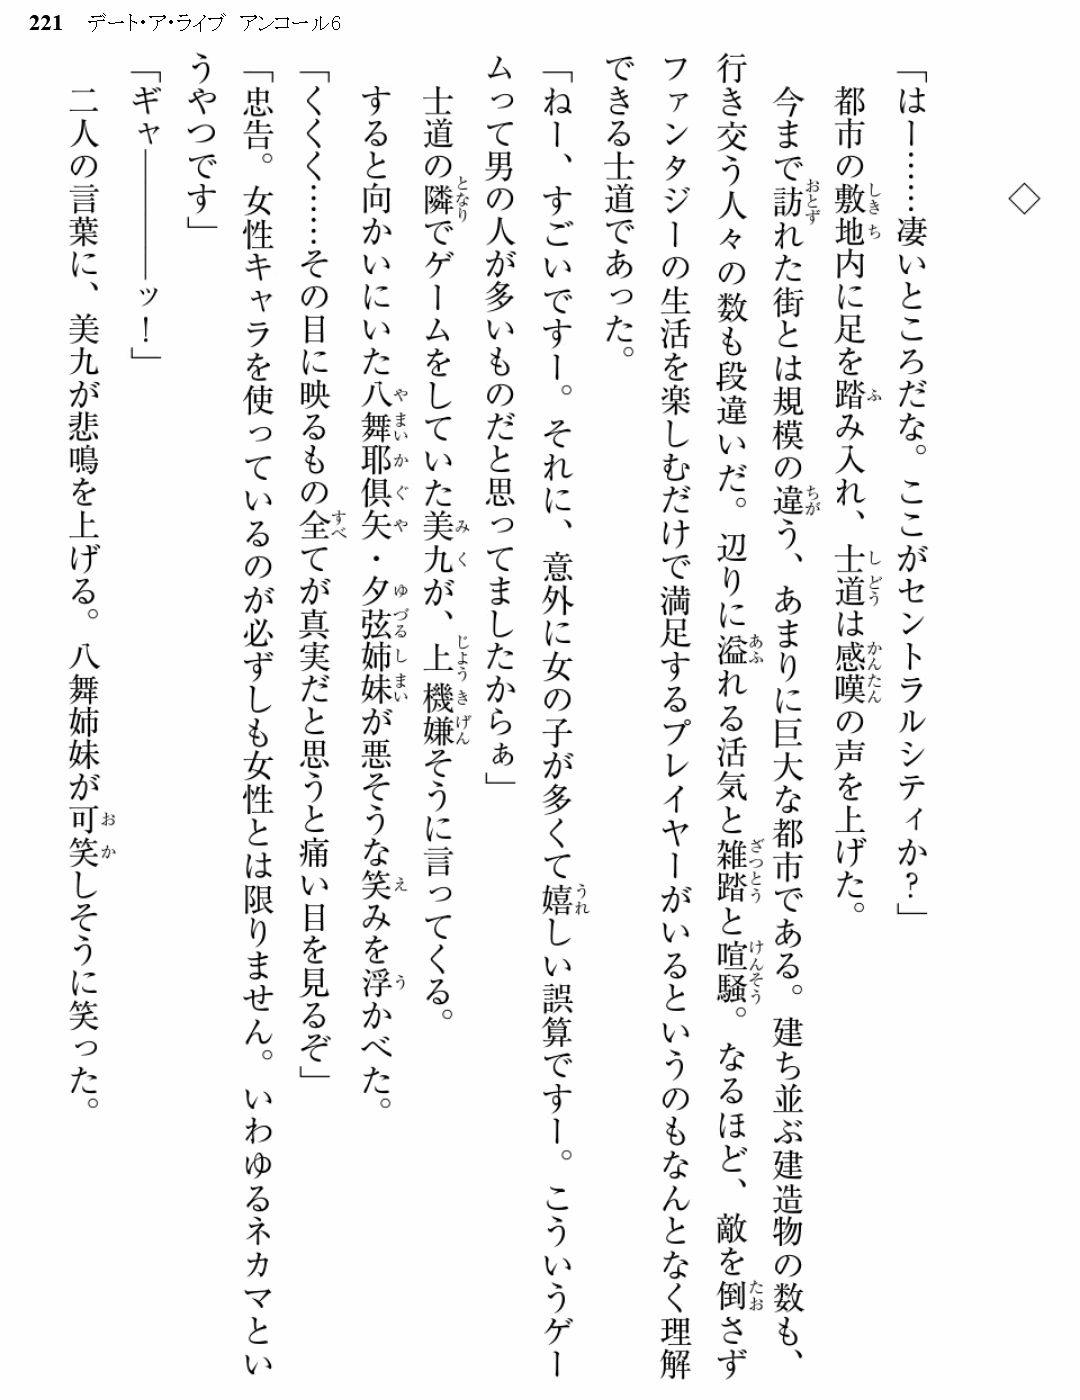 221 デート・ア・ライブ アンコール6
◇
「はー……凄いところだな。ここがセントラルシティか？」
都市の敷地内に足を踏み入れ、士道は感嘆の声を上げた。
今まで訪れた街とは規模の違う、あまりに巨大な都市である。建ち並ぶ建造物の数も、
行き交う人々の数も段違いだ。辺りに溢れる活気と雑踏と喧騒。なるほど、敵を倒さず
ファンタジーの生活を楽しむだけで満足するプレイヤーがいるというのもなんとなく理解
できる士道であった。
「ねー、すごいですー。それに、意外に女の子が多くて嬉しい誤算ですー。こういうゲー
ムって男の人が多いものだと思ってましたからぁ」
士道の隣でゲームをしていた美九が、上機嫌そうに言ってくる。
すると向かいにいた八舞耶倶矢・夕弦姉妹が悪そうな笑みを浮かべた。
「くくく……その目に映るもの全てが真実だと思うと痛い目を見るぞ」
「忠告。女性キャラを使っているのが必ずしも女性とは限りません。いわゆるネカマとい
うやつです」
「ギャ――――ッ！」
二人の言葉に、美九が悲鳴を上げる。八舞姉妹が可笑しそうに笑った。